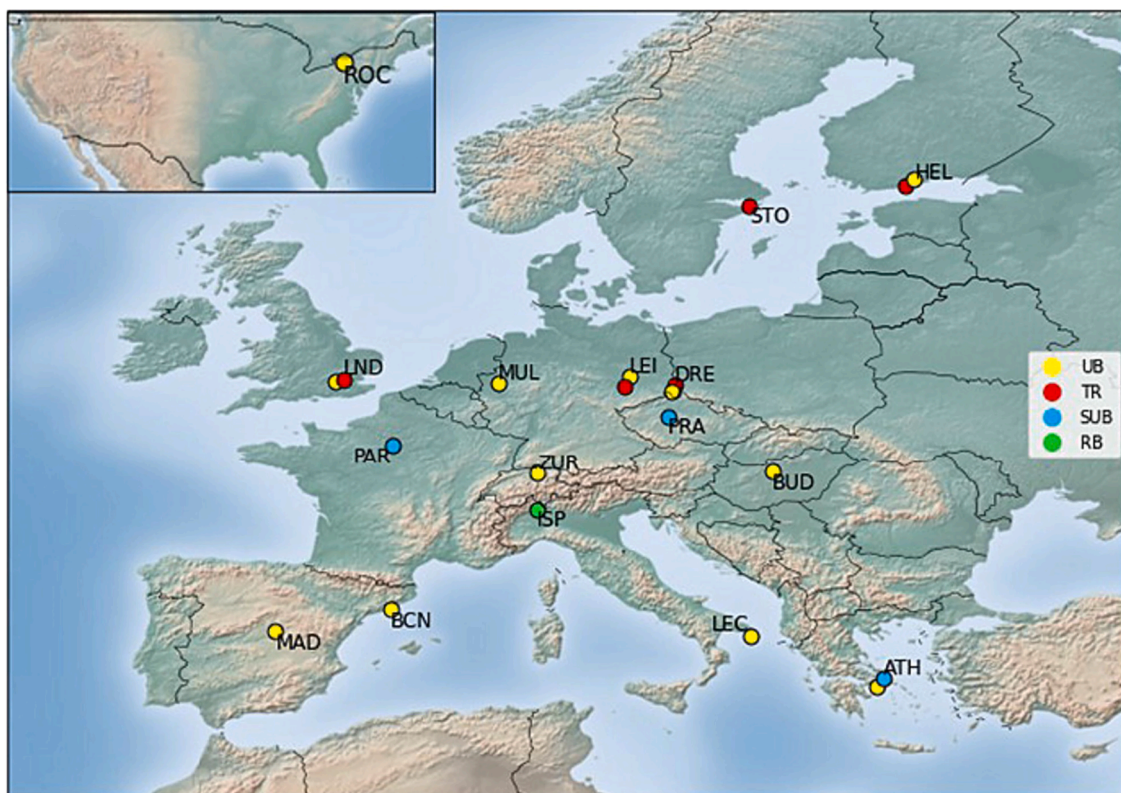 ROC
HEL
STO
LND
MUL
LEI
DRE
UB
TR
SUB
RB
PRA
PAR
ZUR
BUD
ISP
BCN
MAD
LEC
ATH